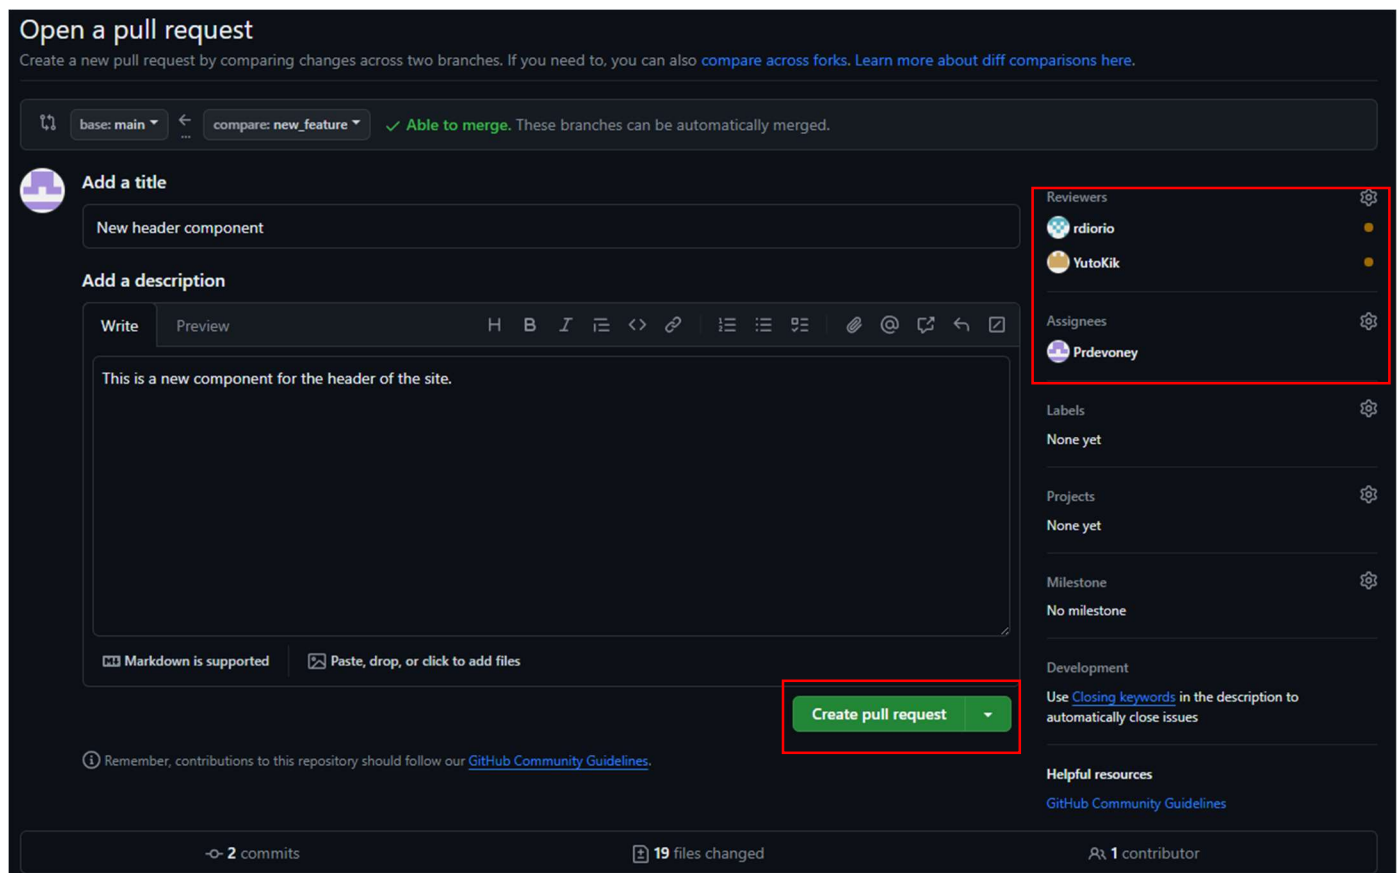 Open a pull request
Create a new pull request by comparing changes across two branches. If you need to, you can also compare across forks. Learn more about diff comparisons here.
base: main
compare: new_feature
Able to merge. These branches can be automatically merged.
Add a title
New header component
Add a description
Write
Preview
This is a new component for the header of the site.
Markdown is supported
Paste, drop, or click to add files
Create pull request
Remember, contributions to this repository should follow our GitHub Community Guidelines.
Reviewers
rdiorio
YutoKik
Assignees
Prdevoney
Labels
None yet
Projects
None yet
Milestone
No milestone
Development
Use Closing keywords in the description to
automatically close issues
Helpful resources
GitHub Community Guidelines
2 commits
19 files changed
1 contributor